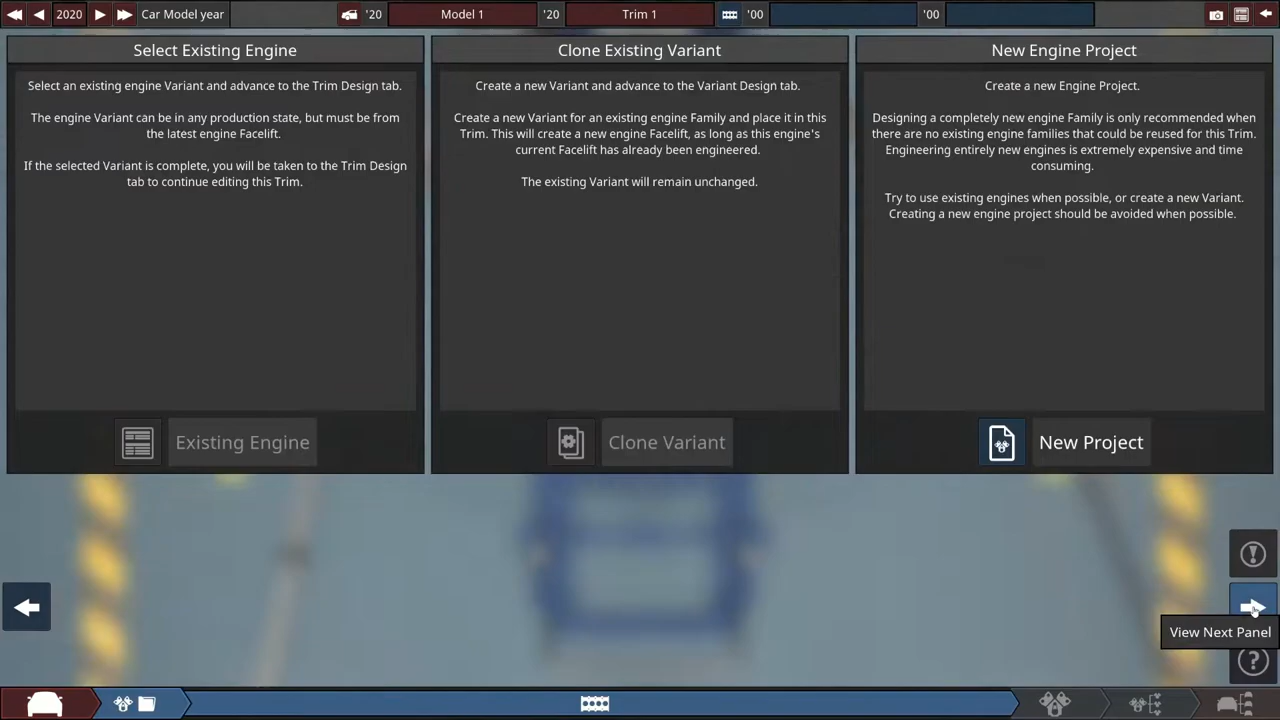 2020 Car Model year '20 Model 1 '20 Trim 1 '00 '00
Select Existing Engine
Select an existing engine Variant and advance to the Trim Design tab.
The engine Variant can be in any production state, but must be from
the latest engine Facelift.
If the selected Variant is complete, you will be taken to the Trim Design
tab to continue editing this Trim.
Existing Engine
Clone Existing Variant
Create a new Variant and advance to the Variant Design tab.
Create a new Variant for an existing engine Family and place it in this
Trim. This will create a new engine Facelift, as long as this engine's
current Facelift has already been engineered.
The existing Variant will remain unchanged.
Clone Variant
New Engine Project
Create a new Engine Project.
Designing a completely new engine Family is only recommended when
there are no existing engine families that could be reused for this Trim.
Engineering entirely new engines is extremely expensive and time
consuming.
Try to use existing engines when possible, or create a new Variant.
Creating a new engine project should be avoided when possible.
New Project
View Next Panel